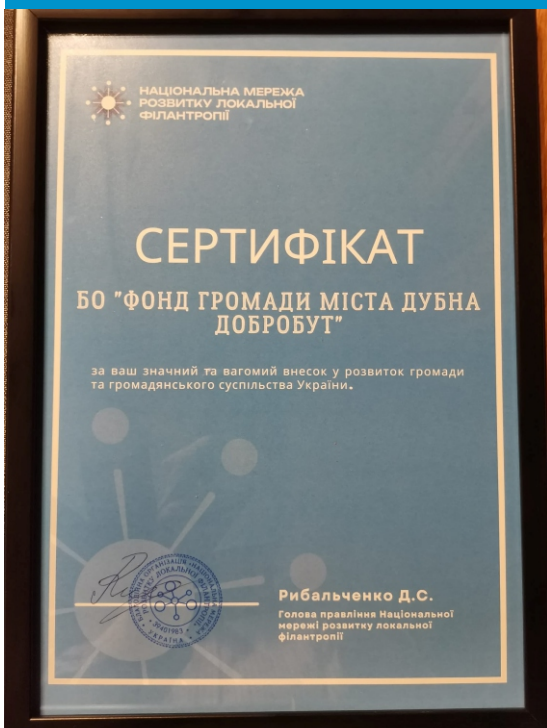 НАЦІОНАЛЬНА МЕРЕЖА
РОЗВИТКУ ЛОКАЛЬНОЇ
ФІЛАНТРОПІЇ
СЕРТИФІКАТ
БО "ФОНД ГРОМАДИ МІСТА ДУБНА
ДОБРОБУТ"
за ваш значний та вагомий внесок у розвиток громади
та громадянського суспільства України.
Рибальченко Д.С.
Голова правління Національної
мережі розвитку локальної
філантропії
УКРАЇНА